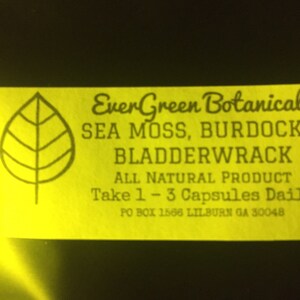 EverGreen Botanical
SEA MOSS, BURDOCK
BLADDERWRACK
ALL NATURAL PRODUCT
Take 1 - 3 Capsules Dail
PO BOX 1566 LILBURN GA 30048